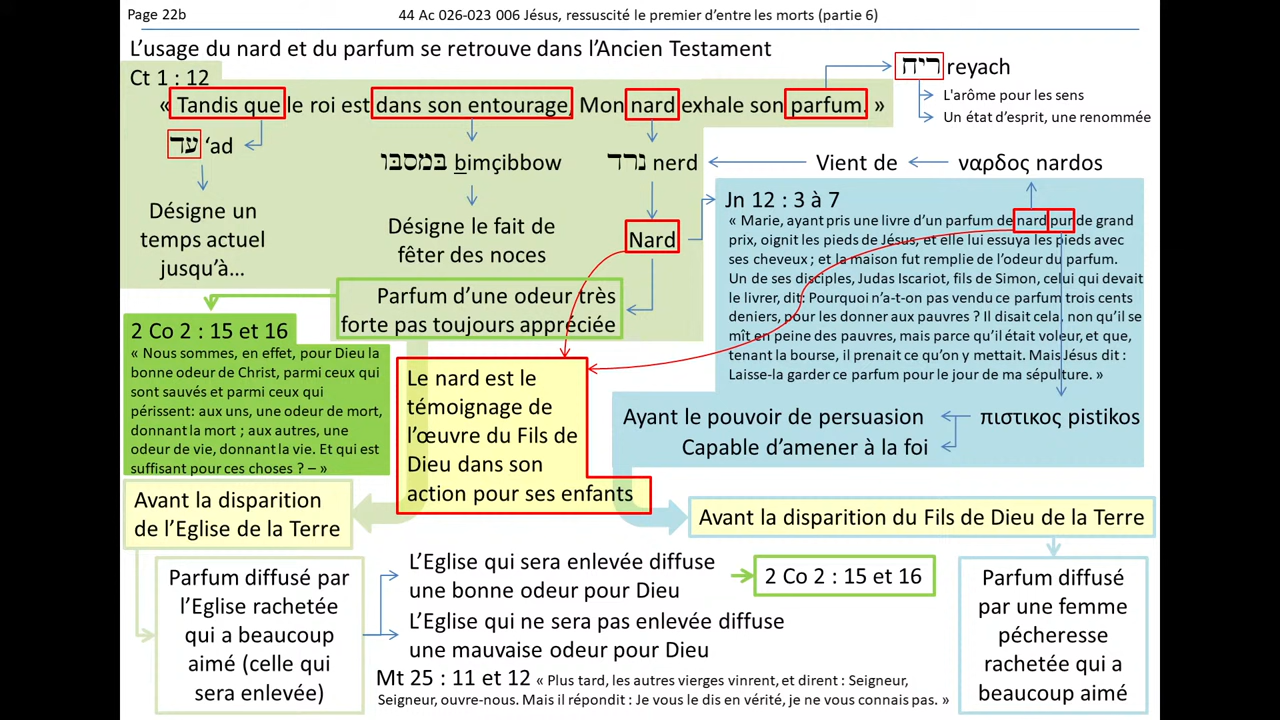 Page 22b
44 Ac 026-023 006 Jésus, ressuscité le premier d’entre les morts (partie 6)
L’usage du nard et du parfum se retrouve dans l’Ancien Testament
Ct 1 : 12
« Tandis que le roi est dans son entourage, Mon nard exhale son parfum. »
ריח reyach
L'arôme pour les sens
Un état d’esprit, une renommée
עד ‘ad
Désigne un
temps actuel
jusqu’à…
במסבו bimçibbow
Désigne le fait de
fêter des noces
נרד nerd
Vient de
ναρδος nardos
Nard
Parfum d’une odeur très
forte pas toujours appréciée
Jn 12 : 3 à 7
« Marie, ayant pris une livre d’un parfum de nard pur de grand
prix, oignit les pieds de Jésus, et elle lui essuya les pieds avec
ses cheveux ; et la maison fut remplie de l’odeur du parfum.
Un de ses disciples, Judas Iscariot, fils de Simon, celui qui devait
le livrer, dit: Pourquoi n’a-t-on pas vendu ce parfum trois cents
deniers, pour les donner aux pauvres ? Il disait cela, non qu’il se
mît en peine des pauvres, mais parce qu’il était voleur, et que,
tenant la bourse, il prenait ce qu’on y mettait. Mais Jésus dit :
Laisse-la garder ce parfum pour le jour de ma sépulture. »
Ayant le pouvoir de persuasion
Capable d’amener à la foi
πιστικος pistikos
2 Co 2 : 15 et 16
« Nous sommes, en effet, pour Dieu la
bonne odeur de Christ, parmi ceux qui
sont sauvés et parmi ceux qui
périssent: aux uns, une odeur de mort,
donnant la mort ; aux autres, une
odeur de vie, donnant la vie. Et qui est
suffisant pour ces choses ? – »
Le nard est le
témoignage de
l’œuvre du Fils de
Dieu dans son
action pour ses enfants
Avant la disparition
de l’Eglise de la Terre
Avant la disparition du Fils de Dieu de la Terre
Parfum diffusé par
l’Eglise rachetée
qui a beaucoup
aimé (celle qui
sera enlevée)
L’Eglise qui sera enlevée diffuse
une bonne odeur pour Dieu
2 Co 2 : 15 et 16
L’Eglise qui ne sera pas enlevée diffuse
une mauvaise odeur pour Dieu
Mt 25 : 11 et 12 « Plus tard, les autres vierges vinrent, et dirent : Seigneur,
Seigneur, ouvre-nous. Mais il répondit : Je vous le dis en vérité, je ne vous connais pas. »
Parfum diffusé
par une femme
pécheresse
rachetée qui a
beaucoup aimé